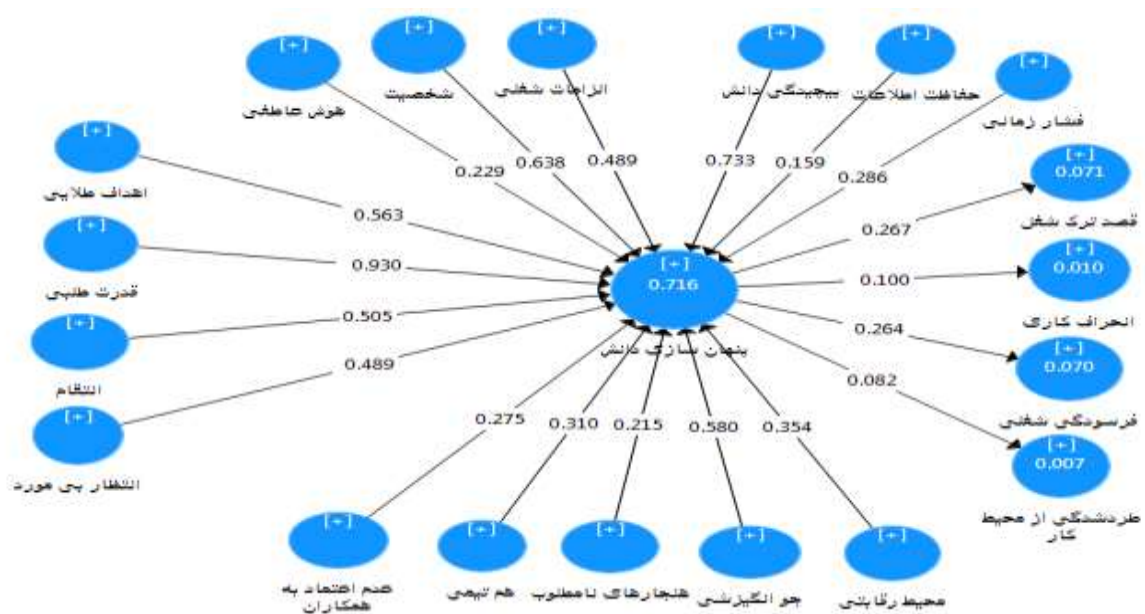 [+]
هوش عاطفی
[+]
شخصیت
[+]
الزامات شغلی
[+]
پیچیدگی دانش
[+]
حفاظت اطلاعات
[+]
فشار زمانی
[+]
اهداف طلایی
[+]
قدرت طلبی
[+]
انتقام
[+]
انتظار بی مورد
0.229
0.638
0.489
0.733
0.159
0.286
0.563
0.930
0.505
0.489
[+]
0.716
پنهان سازی دانش
0.267
0.100
0.264
0.082
[+]
0.071
قصد ترک شغل
[+]
0.010
انحراف کاری
[+]
0.070
فرسودگی شغلی
[+]
0.007
طردشدگی از محیط
کار
0.275
0.310
0.215
0.580
0.354
[+]
عدم اعتماد به
همکاران
[+]
هم تیمی
[+]
هنجارهای نامطلوب
[+]
جو انگیزشی
[+]
محیط رقابتی